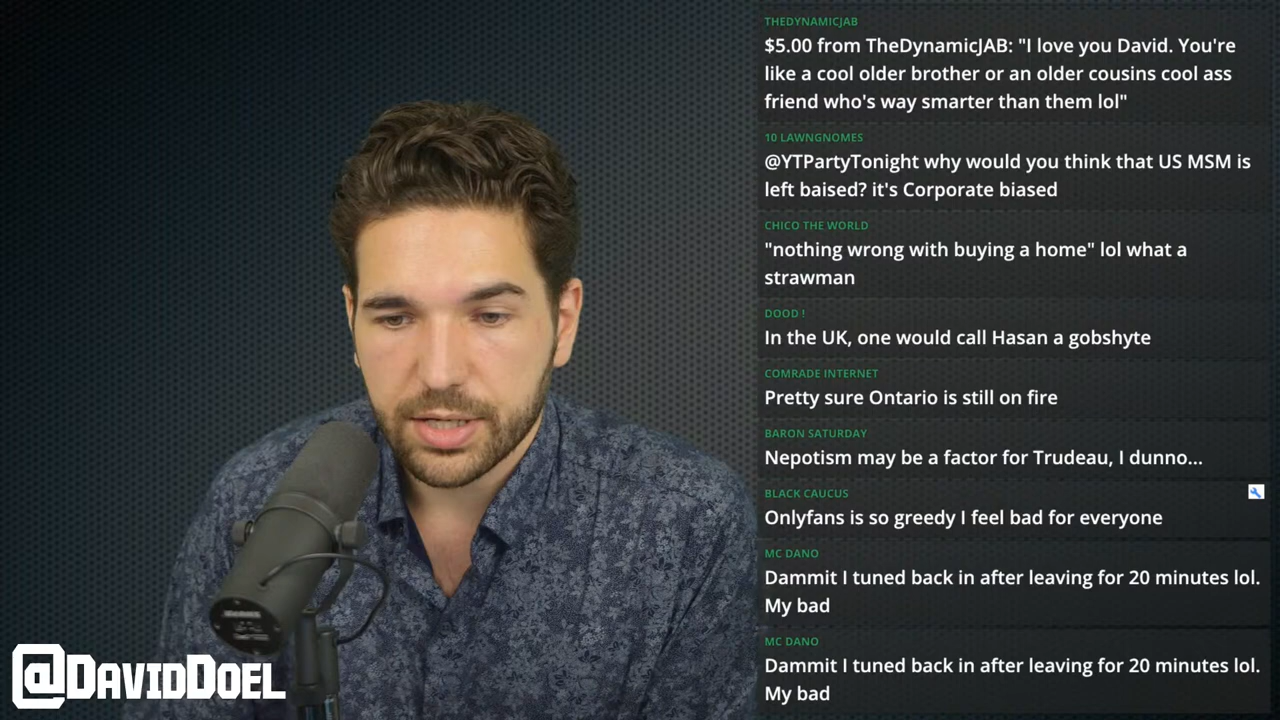 THEDYNAMICJAB
$5.00 from TheDynamicJAB: "I love you David. You're
like a cool older brother or an older cousins cool ass
friend who's way smarter than them lol"
10 LAWNGNOMES
@YTPartyTonight why would you think that US MSM is
left baised? it's Corporate biased
CHICO THE WORLD
"nothing wrong with buying a home" lol what a
strawman
DOOD !
In the UK, one would call Hasan a gobshyte
COMRADE INTERNET
Pretty sure Ontario is still on fire
BARON SATURDAY
Nepotism may be a factor for Trudeau, I dunno...
BLACK CAUCUS
Onlyfans is so greedy I feel bad for everyone
MC DANO
Dammit I tuned back in after leaving for 20 minutes lol.
My bad
MC DANO
Dammit I tuned back in after leaving for 20 minutes lol.
My bad
@DAVIDDOEL